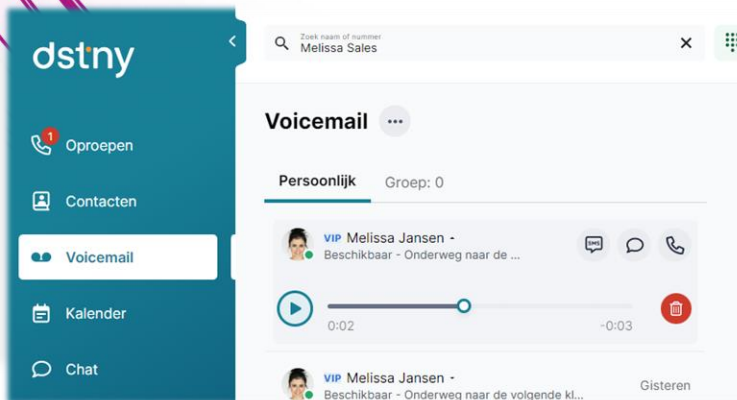 dstny
Zoek naam of nummer
Melissa Sales
1
Oproepen
Contacten
Voicemail
Kalender
Chat
Voicemail
Persoonlijk
Groep: 0
VIP Melissa Jansen -
Beschikbaar - Onderweg naar de ...
SMS
0:02
-0:03
VIP Melissa Jansen -
Beschikbaar - Onderweg naar de volgende kl...
Gisteren